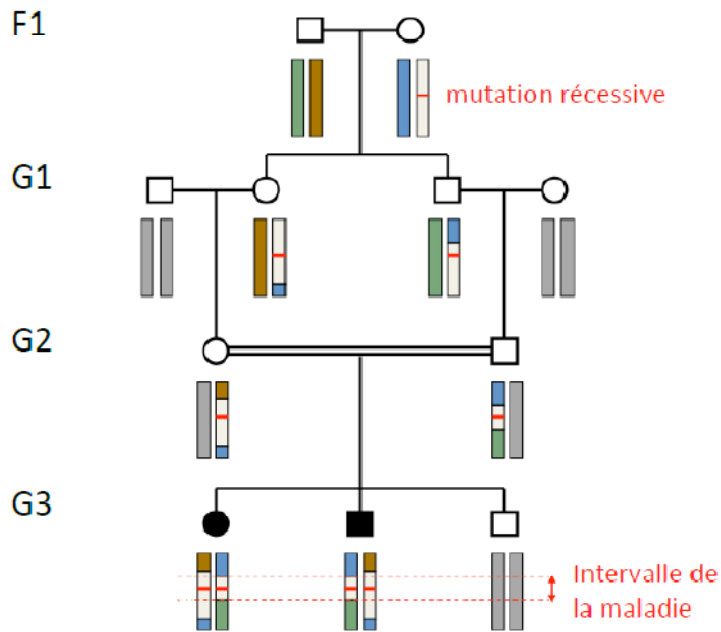 F1
mutation récessive
G1
G2
G3
Intervalle de
la maladie